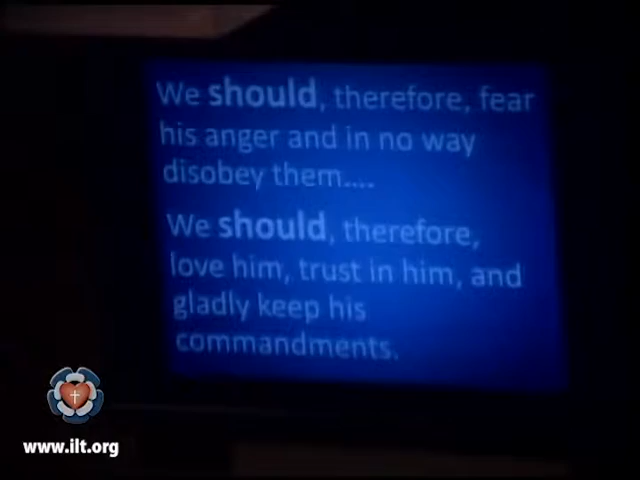 We should, therefore, fear
his anger and in no way
disobey them....
We should, therefore,
love him, trust in him, and
gladly keep his
commandments.
www.ilt.org